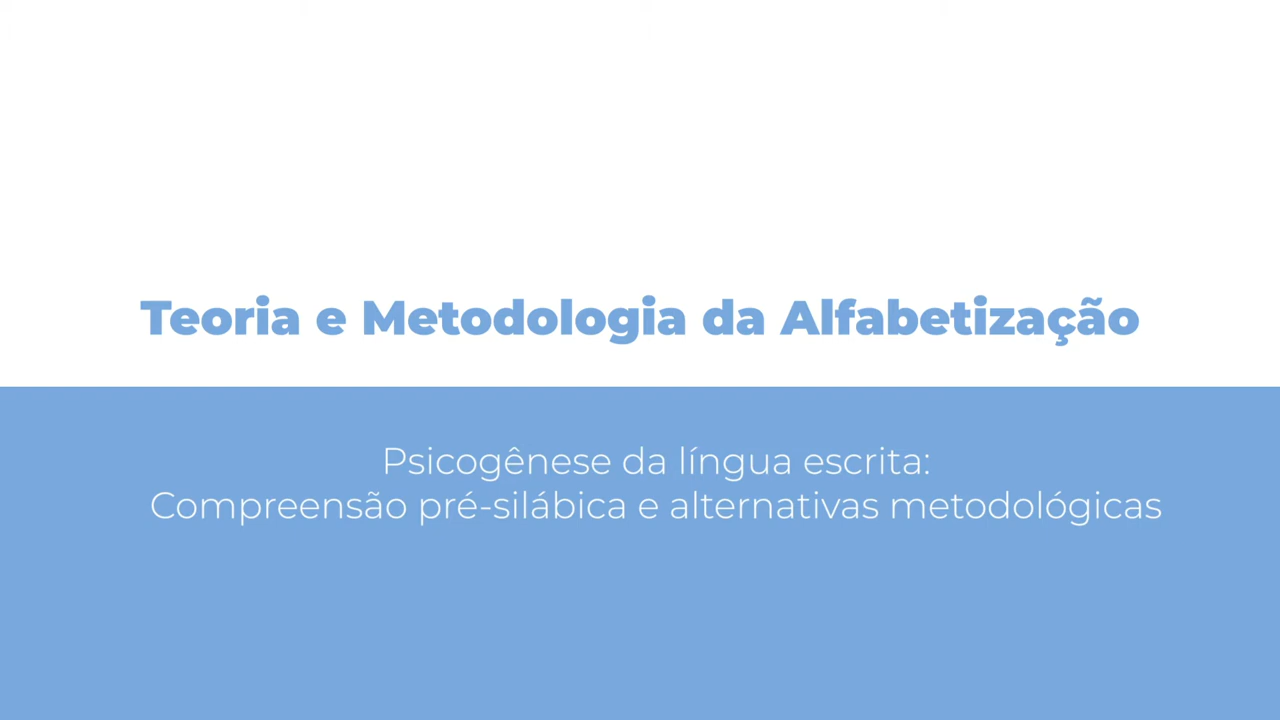 Teoria e Metodologia da Alfabetização
Psicogênese da língua escrita:
Compreensão pré-silábica e alternativas metodológicas